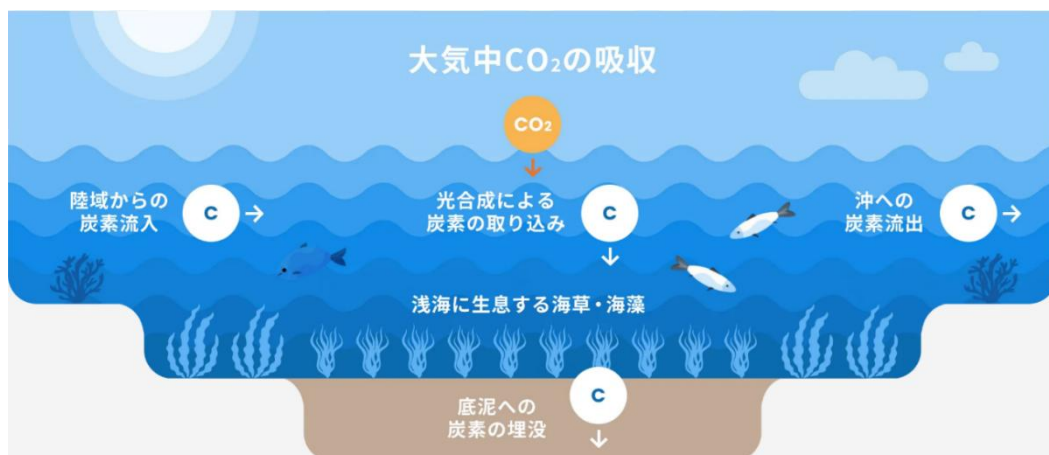 大気中CO₂の吸収
CO₂
陸域からの
炭素流入
C
光合成による
炭素の取り込み
C
沖への
炭素流出
C
浅海に生息する海草・海藻
底泥への
炭素の埋没
C